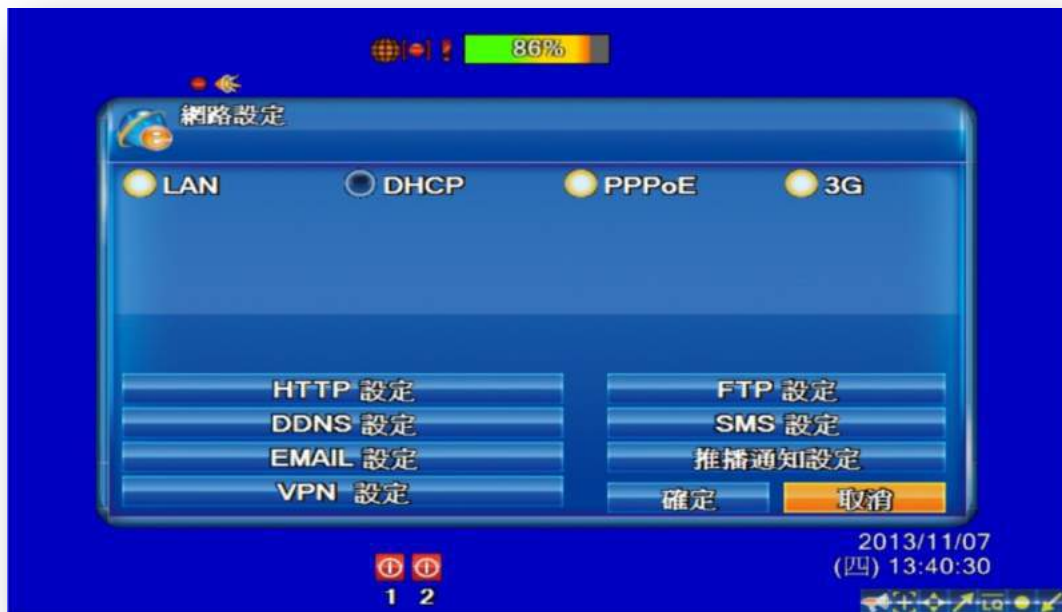 86%
網路設定
LAN DHCP PPPoE 3G
HTTP 設定 FTP 設定
DDNS 設定 SMS 設定
EMAIL 設定 推播通知設定
VPN 設定 確定 取消
2013/11/07
(四) 13:40:30
1 2